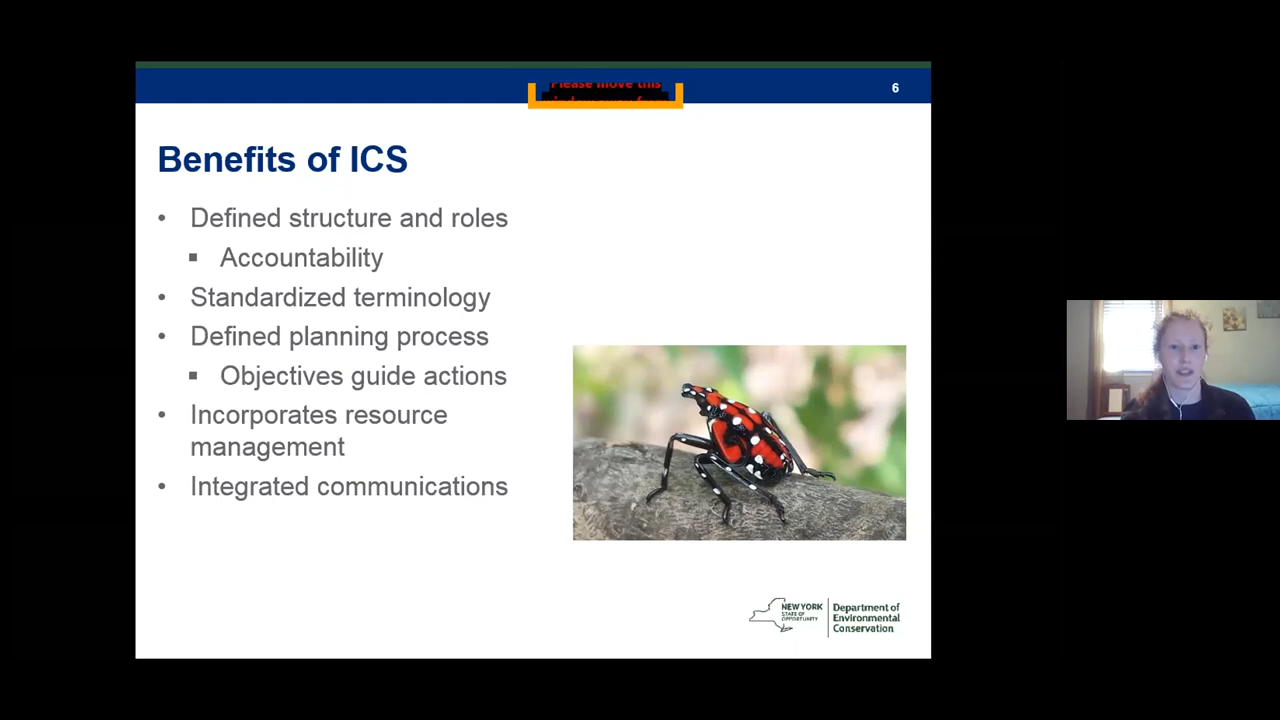 Please move this
6
Benefits of ICS
• Defined structure and roles
▪ Accountability
• Standardized terminology
• Defined planning process
▪ Objectives guide actions
• Incorporates resource
management
• Integrated communications
NEW YORK
STATE OF
OPPORTUNITY
Department of
Environmental
Conservation